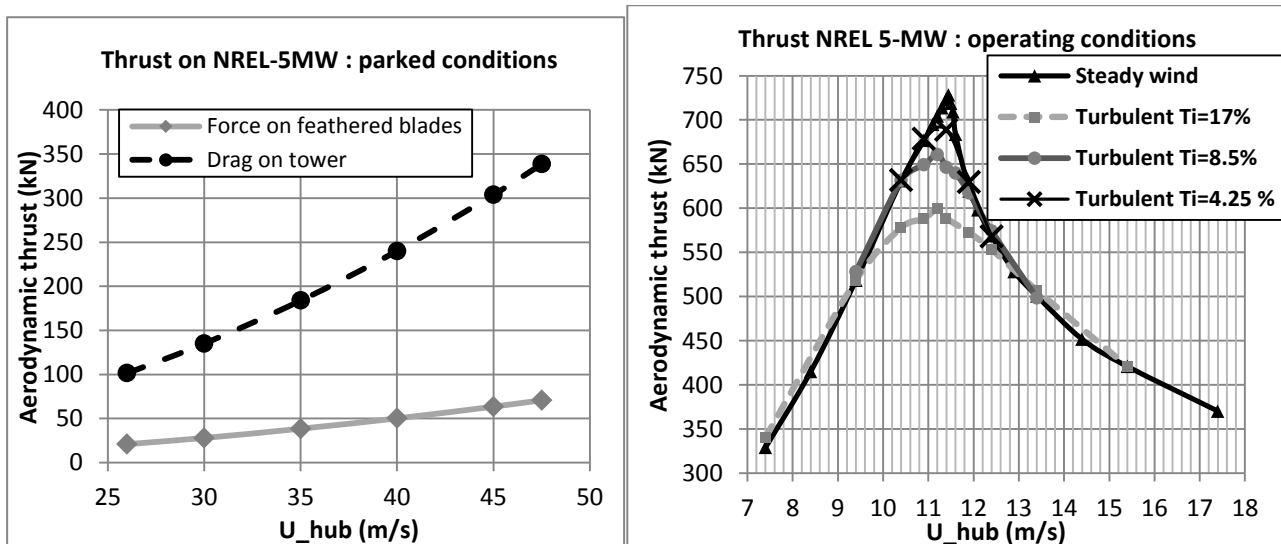 Thrust on NREL-5MW : parked conditions
Force on feathered blades
Drag on tower
Aerodynamic thrust (kN)
400
350
300
250
200
150
100
50
0
25 30 35 40 45 50
U_hub (m/s)
Thrust NREL 5-MW : operating conditions
Steady wind
Turbulent Ti=17%
Turbulent Ti=8.5%
Turbulent Ti=4.25 %
Aerodynamic thrust (kN)
750
700
650
600
550
500
450
400
350
300
7 8 9 10 11 12 13 14 15 16 17 18
U_hub (m/s)